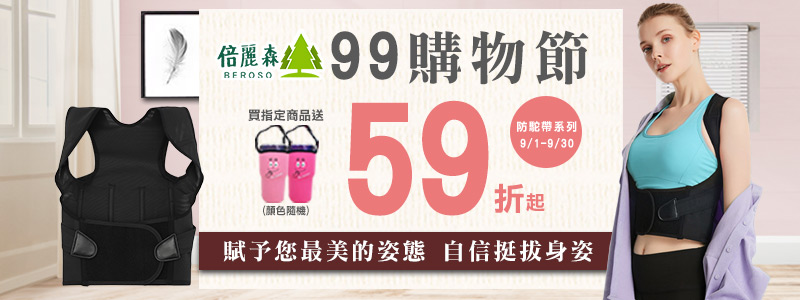 倍麗森
BEROSO
99購物節
買指定商品送
(顏色隨機)
59折起
防駝帶系列
9/1-9/30
賦予您最美的姿態 自信挺拔身姿